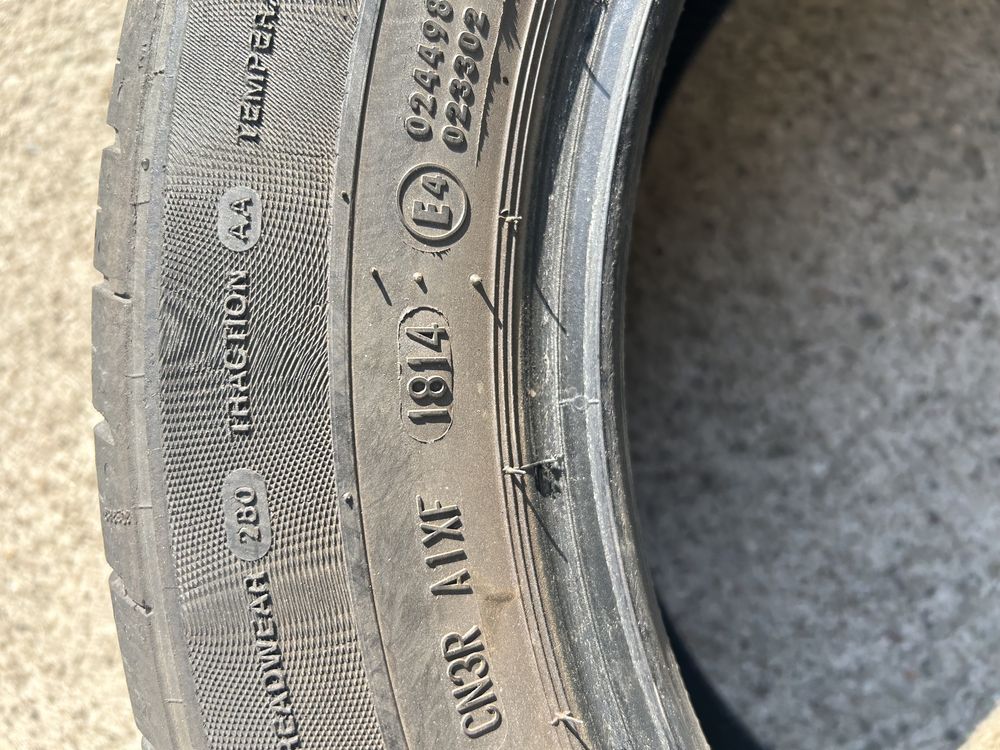 TREADWEAR 280 TRACTION AA TEMPERA
CN3R A1XF 1814 E4
024498
023302